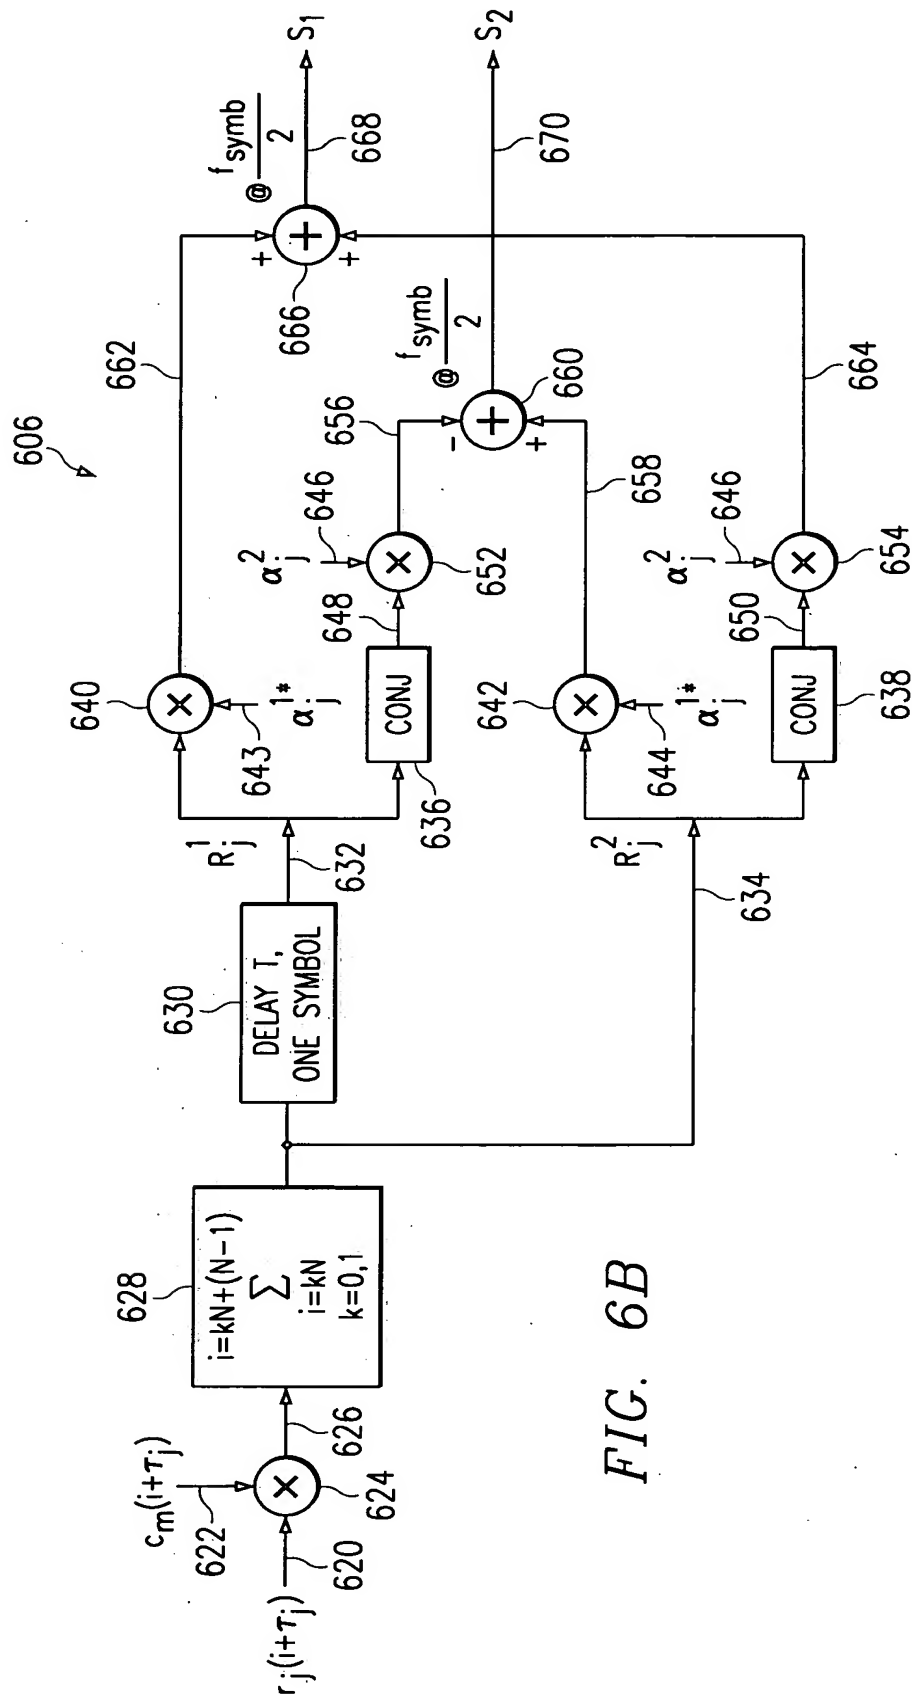 606
r_j(i+τ_j)
620
c_m(i+τ_j)
622
×
624
626
628
i=kN+(N-1)
Σ
i=kN
k=0,1
630
DELAY T,
ONE SYMBOL
632
R_j^1
634
R_j^2
640
×
643
α_j^1*
CONJ
636
648
α_j^2
646
×
652
656
662
642
×
644
α_j^1*
CONJ
638
650
α_j^2
646
×
654
658
664
-
+
+
660
@ f_symb/2
670
S_2
+
+
+
666
@ f_symb/2
668
S_1
FIG. 6B